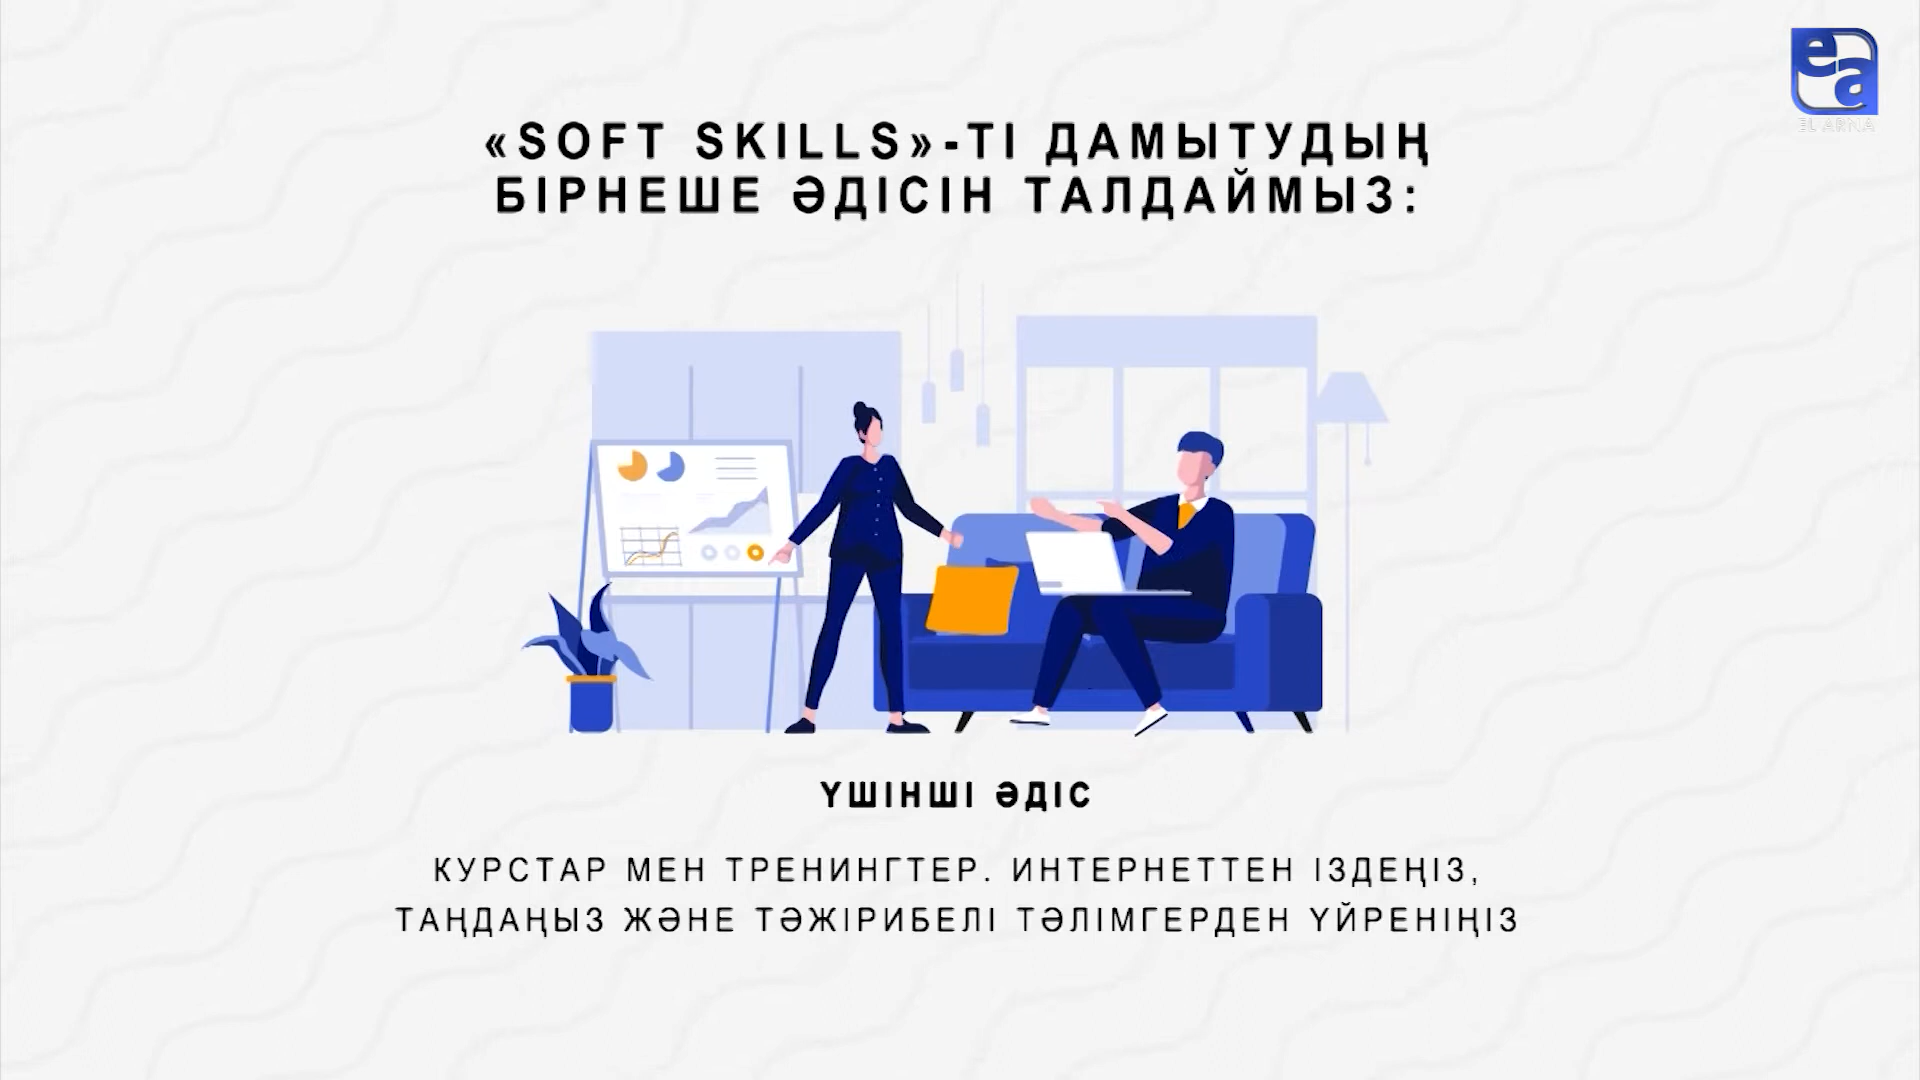 ea
EL ARNA
«SOFT SKILLS»-ТІ ДАМЫТУДЫҢ
БІРНЕШЕ ӘДІСІН ТАЛДАЙМЫЗ:
ҮШІНШІ ӘДІС
КУРСТАР МЕН ТРЕНИНГТЕР. ИНТЕРНЕТТЕН ІЗДЕҢІЗ,
ТАҢДАҢЫЗ ЖӘНЕ ТӘЖІРИБЕЛІ ТӘЛІМГЕРДЕН ҮЙРЕНІҢІЗ